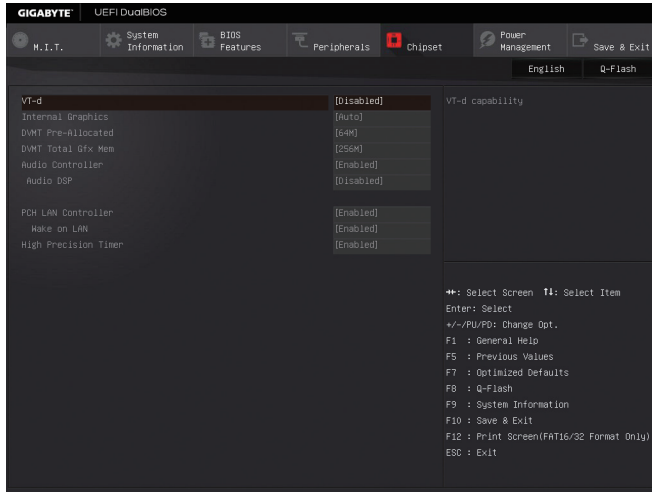 GIGABYTE™ UEFI DualBIOS
M.I.T.
System Information
BIOS Features
Peripherals
Chipset
Power Management
Save & Exit
English Q-Flash
VT-d [Disabled]
Internal Graphics [Auto]
DVMT Pre-Allocated [64M]
DVMT Total Gfx Mem [256M]
Audio Controller [Enabled]
Audio DSP [Disabled]
PCH LAN Controller [Enabled]
Wake on LAN [Enabled]
High Precision Timer [Enabled]
VT-d capability
→←: Select Screen ↑↓: Select Item
Enter: Select
+/-/PU/PD: Change Opt.
F1 : General Help
F5 : Previous Values
F7 : Optimized Defaults
F8 : Q-Flash
F9 : System Information
F10 : Save & Exit
F12 : Print Screen(FAT16/32 Format Only)
ESC : Exit